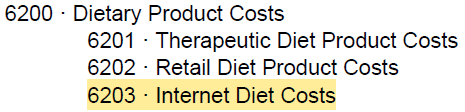 6200 · Dietary Product Costs
6201 · Therapeutic Diet Product Costs
6202 · Retail Diet Product Costs
6203 · Internet Diet Costs